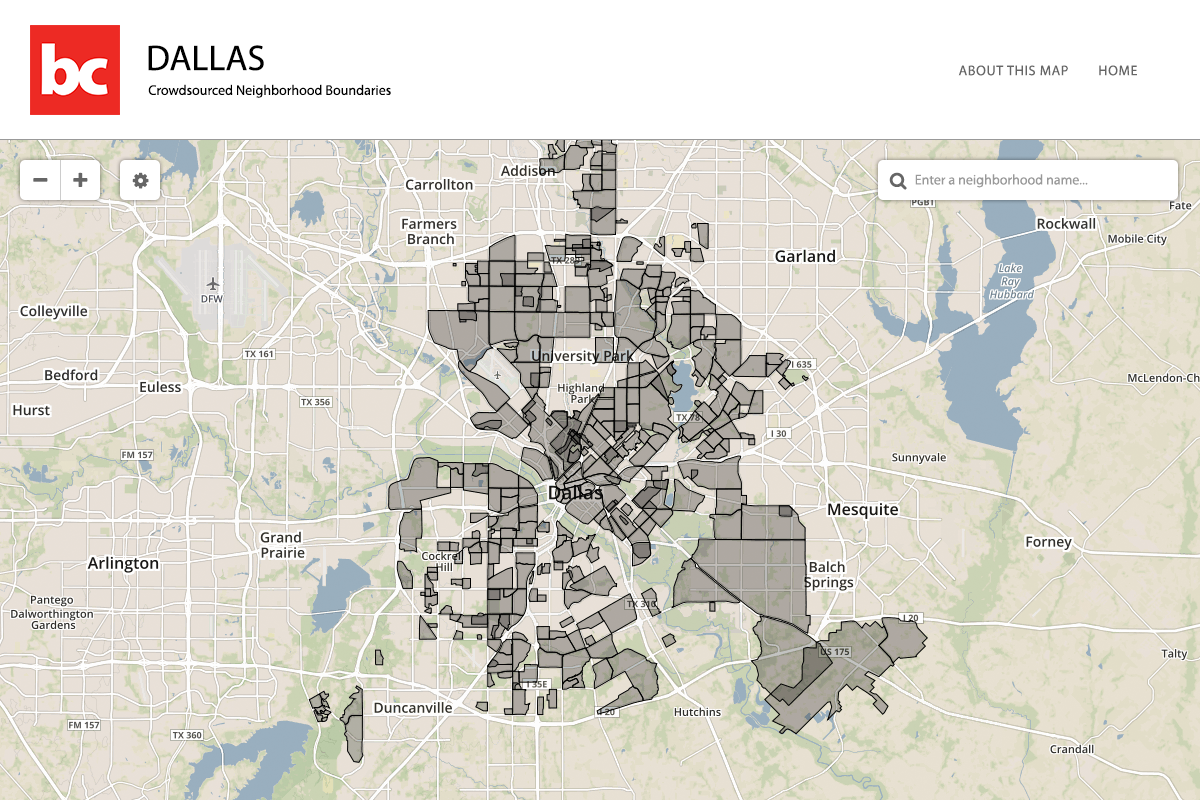 bc
DALLAS
Crowdsourced Neighborhood Boundaries
ABOUT THIS MAP
HOME
Enter a neighborhood name...
Addison
Carrollton
Farmers
Branch
PGBT
Fate
Rockwall
Mobile City
Garland
TX 289
Lake
Ray
Hubbard
DFW
Colleyville
TX 161
University Park
I 635
Bedford
Euless
McLendon-Ch
Highland
Park
Hurst
TX 356
TX 78
I 30
FM 157
Sunnyvale
Dallas
Mesquite
Grand
Prairie
Forney
Arlington
Cockrell
Hill
Balch
Springs
Pantego
Dalworthington
Gardens
TX 310
I 20
US 175
Talty
I 35E
Duncanville
I 20
Hutchins
FM 157
TX 360
Crandall